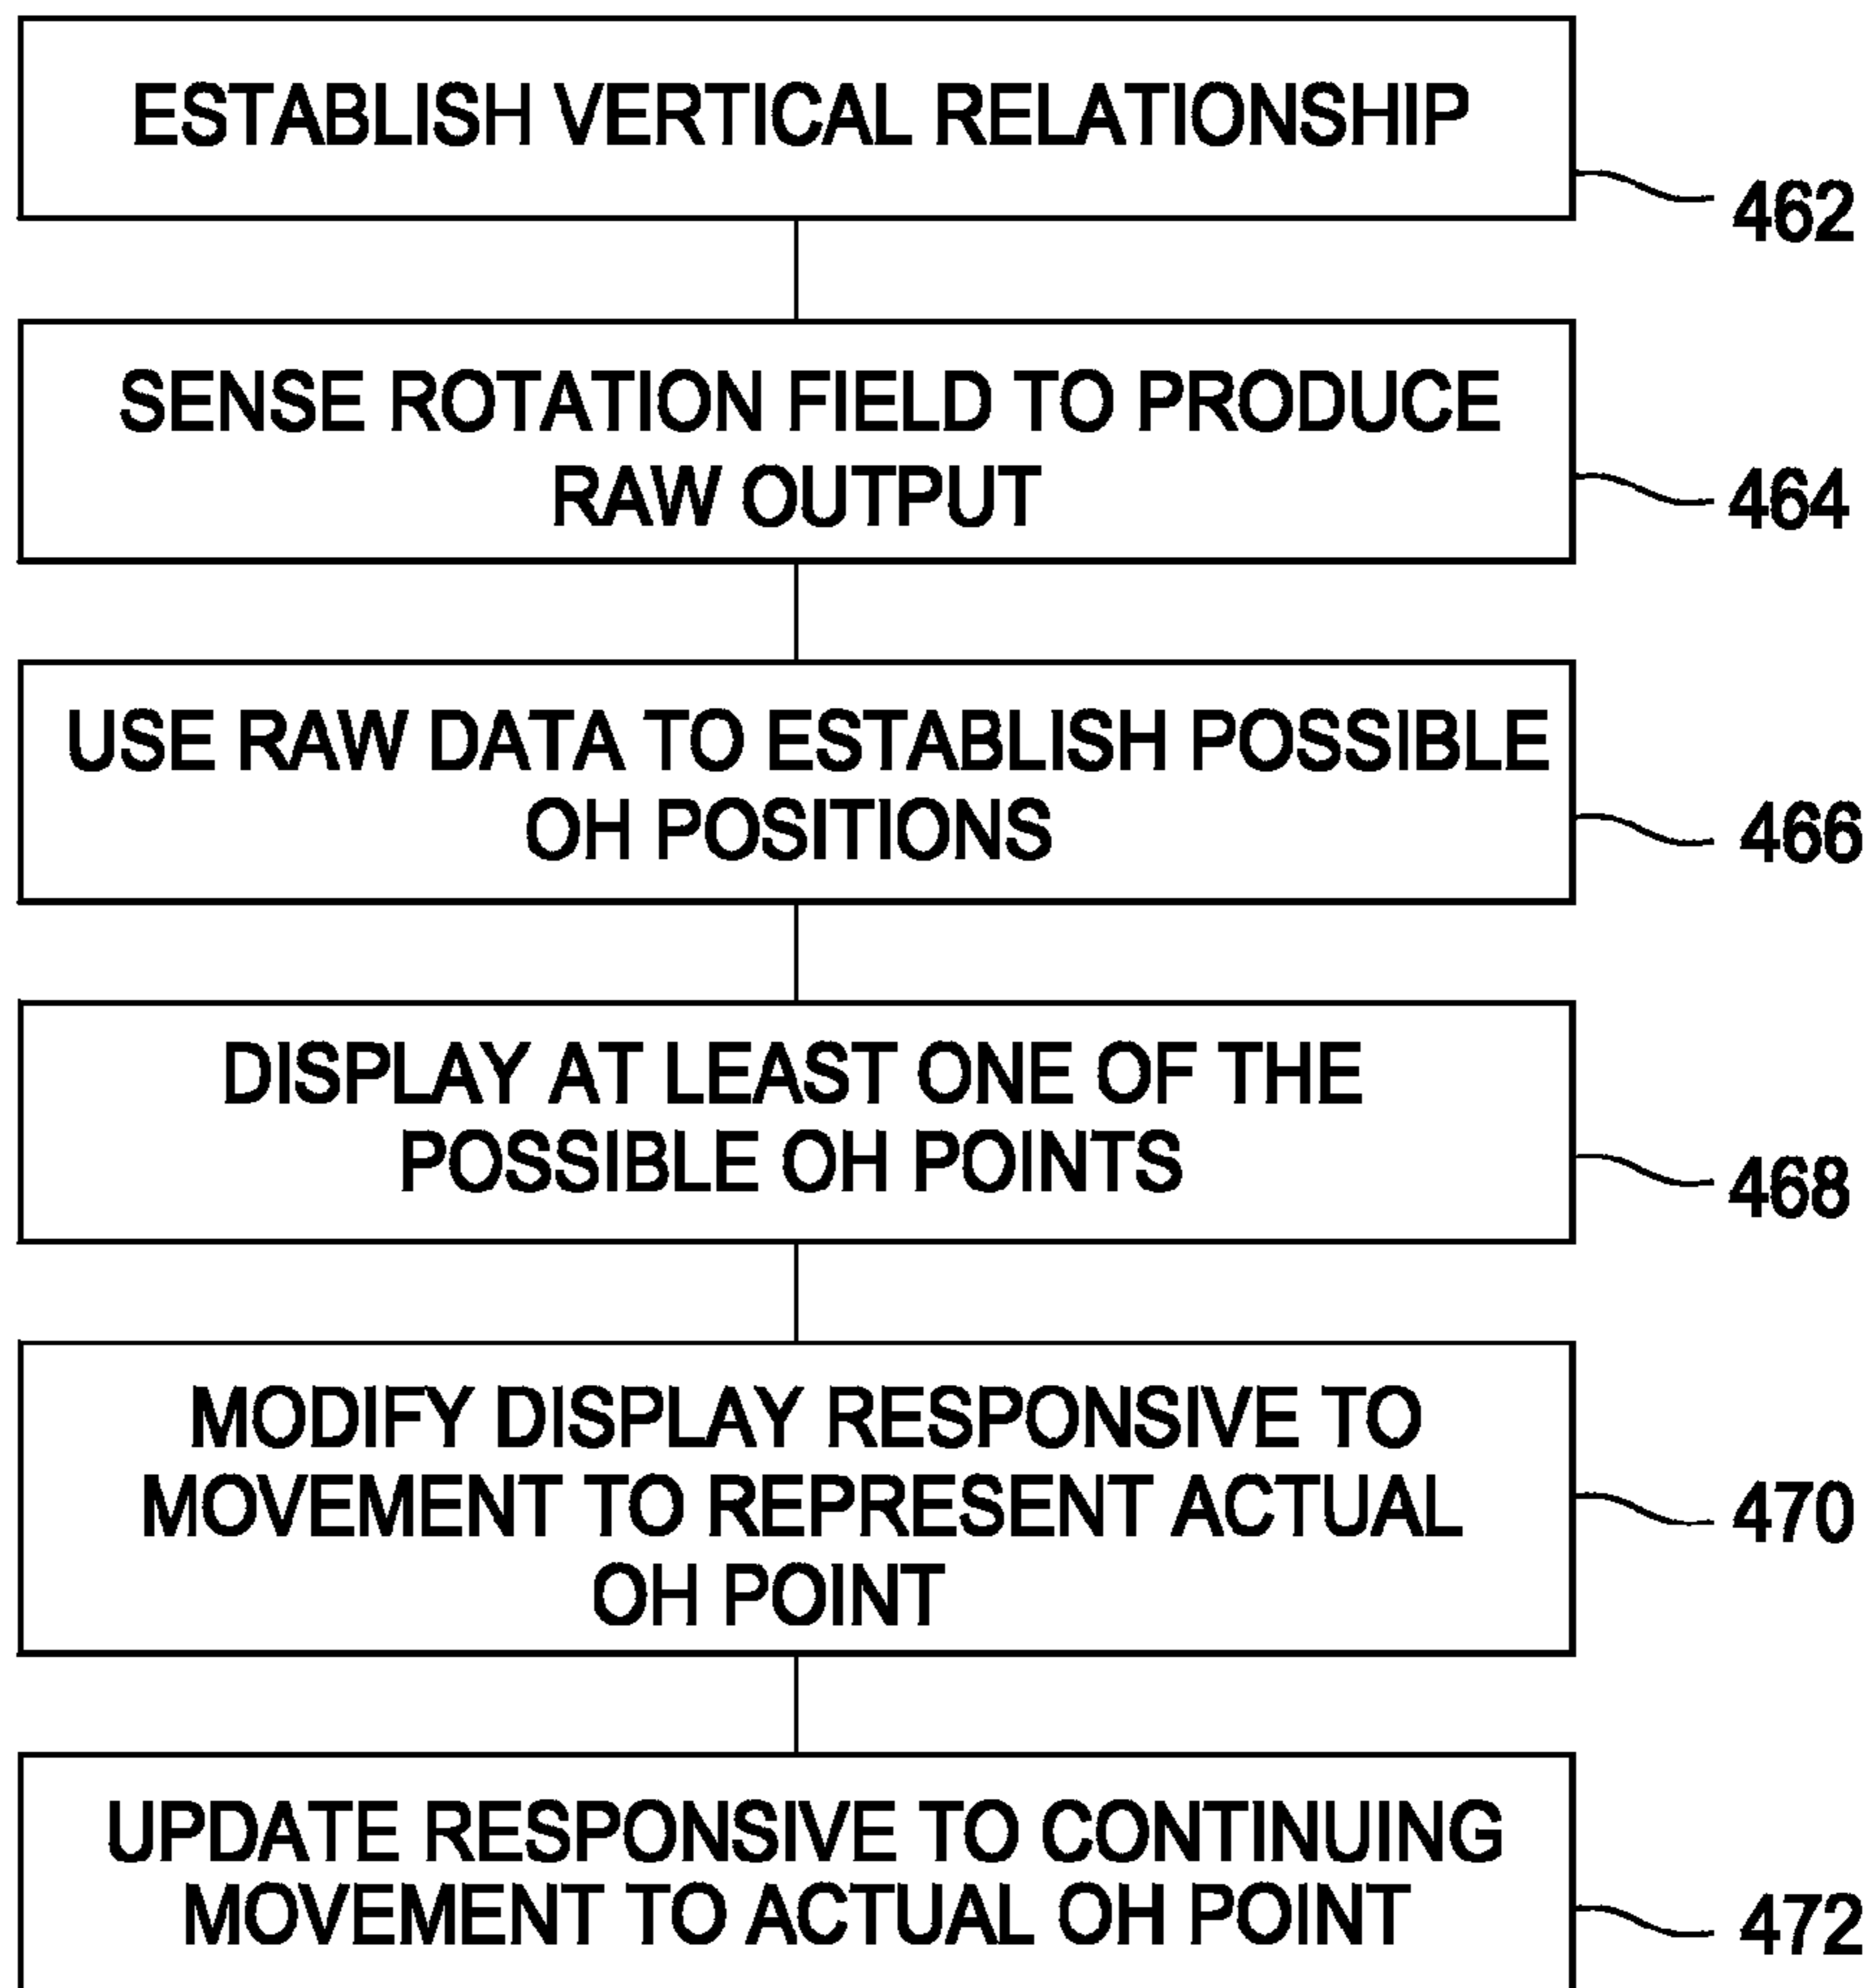 ESTABLISH VERTICAL RELATIONSHIP
462
SENSE ROTATION FIELD TO PRODUCE
RAW OUTPUT
464
USE RAW DATA TO ESTABLISH POSSIBLE
OH POSITIONS
466
DISPLAY AT LEAST ONE OF THE
POSSIBLE OH POINTS
468
MODIFY DISPLAY RESPONSIVE TO
MOVEMENT TO REPRESENT ACTUAL
OH POINT
470
UPDATE RESPONSIVE TO CONTINUING
MOVEMENT TO ACTUAL OH POINT
472